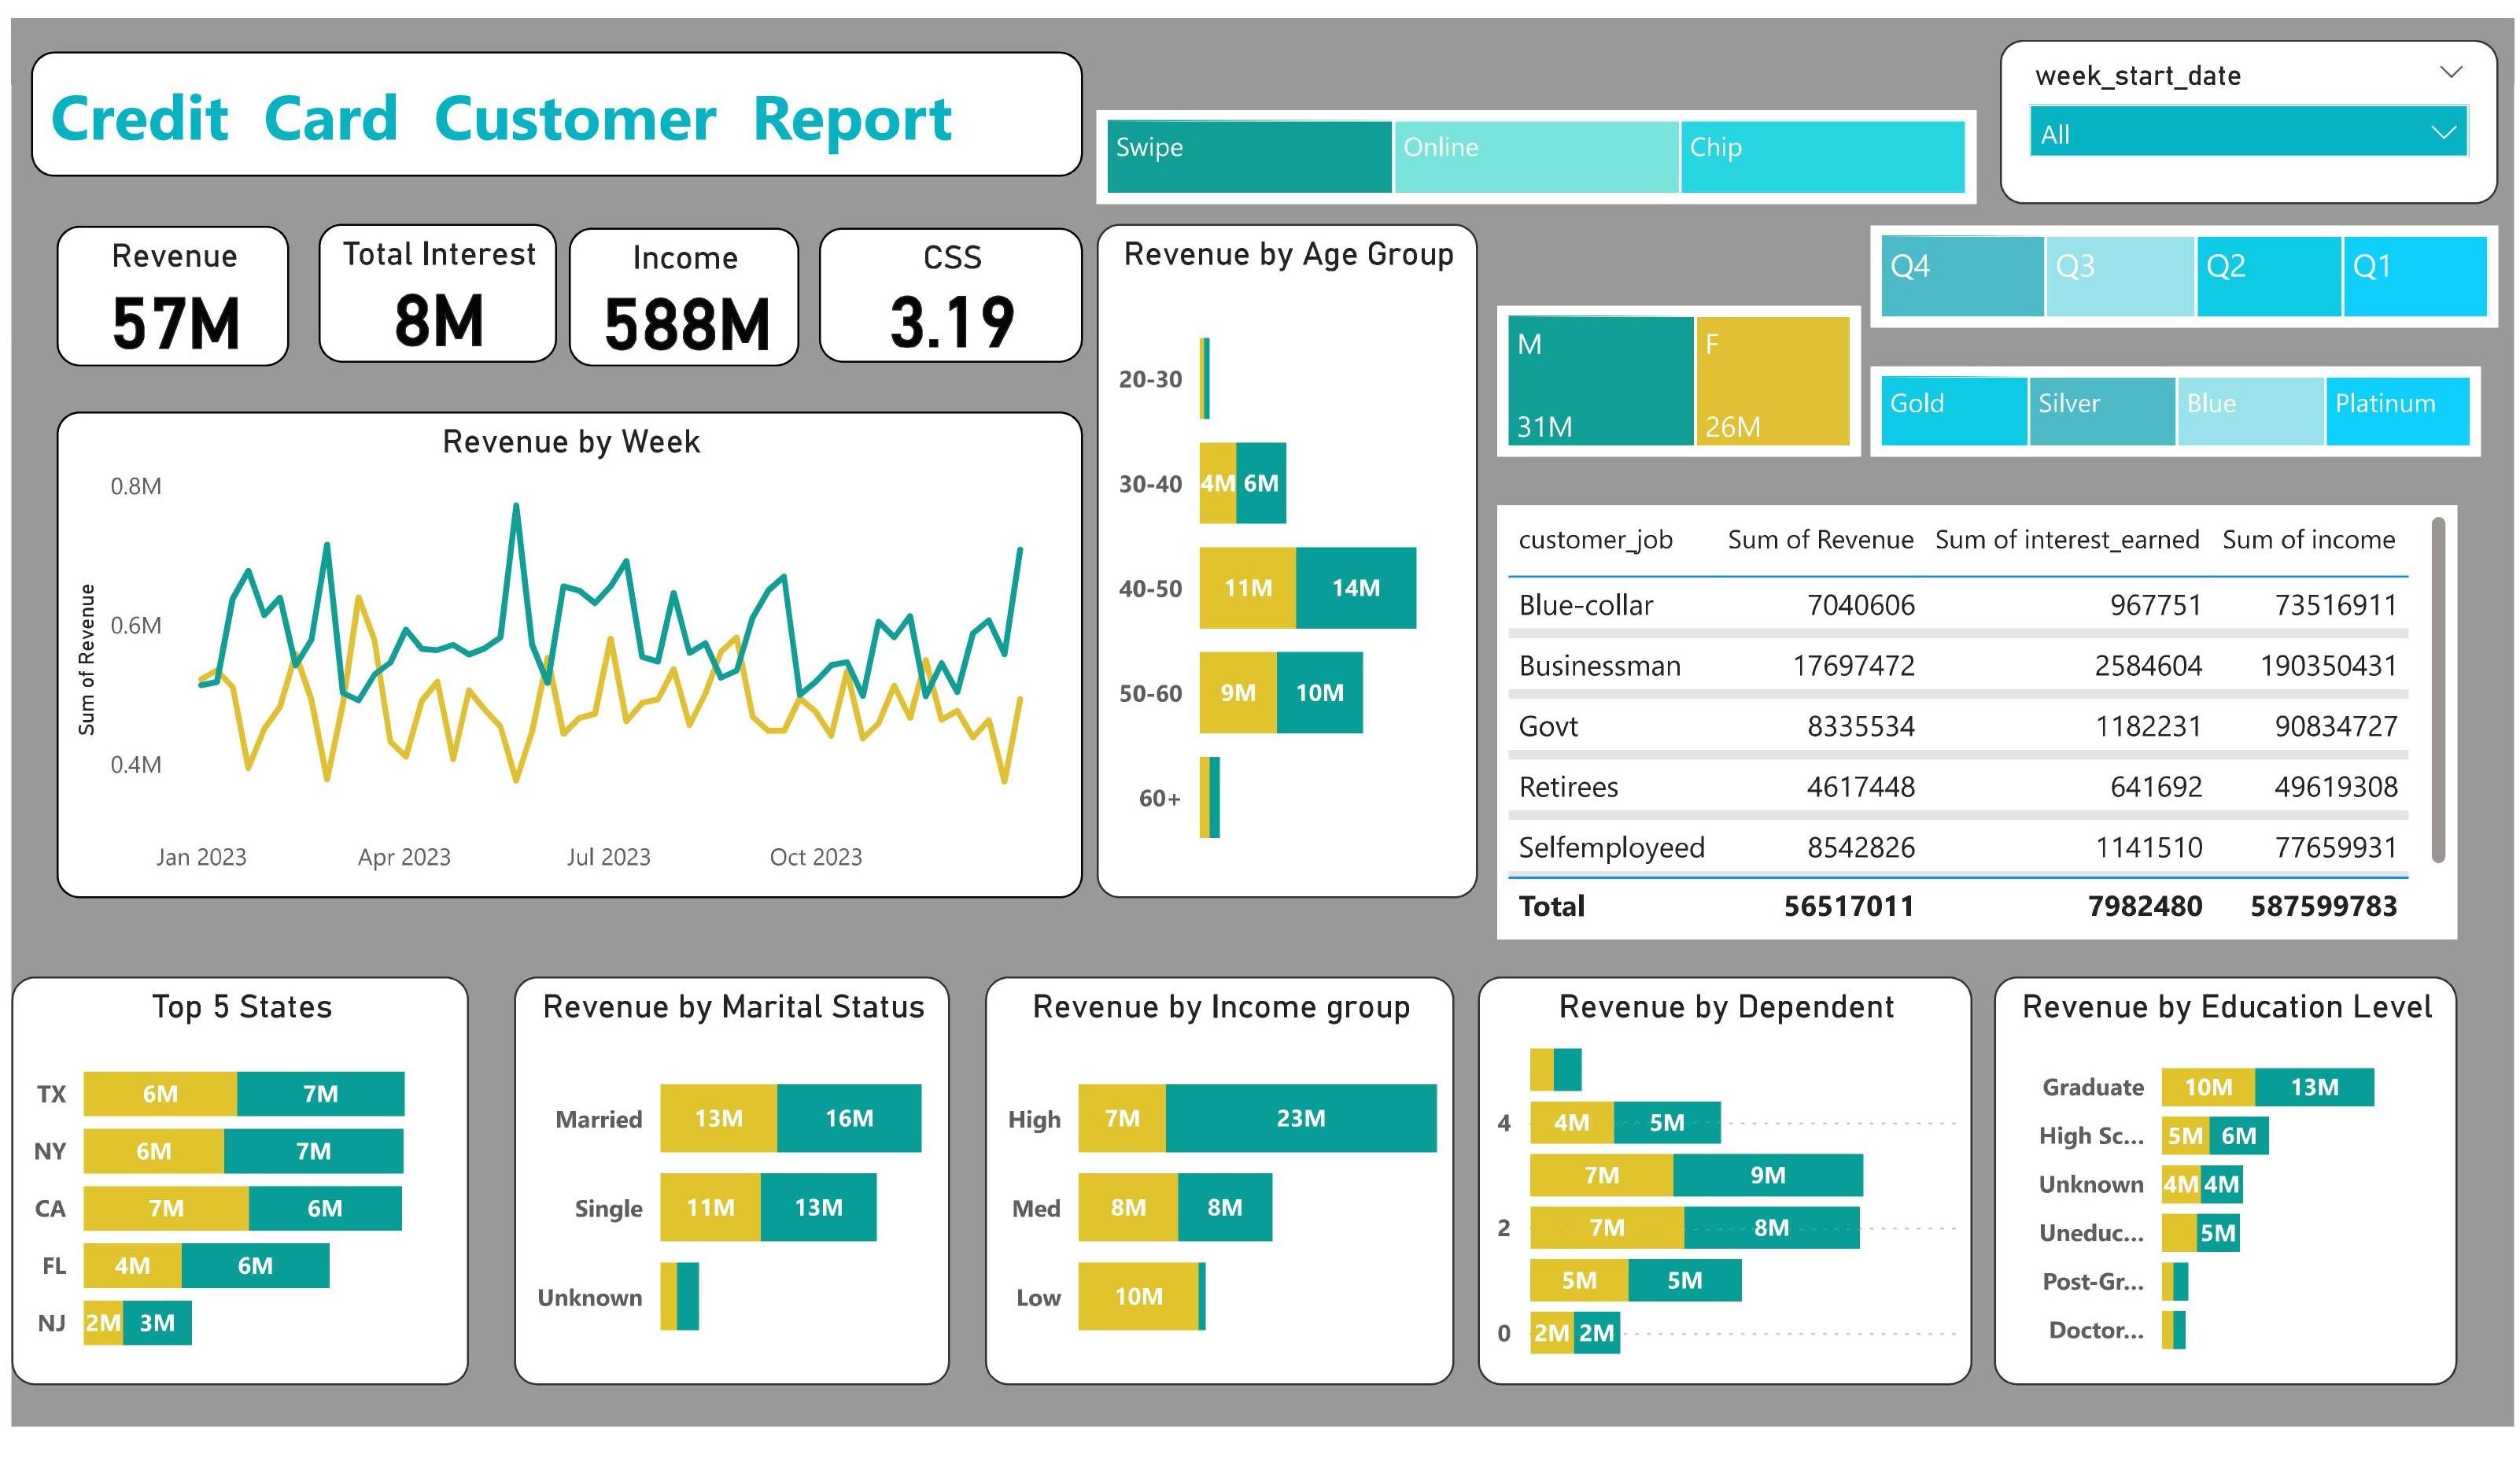 Credit Card Customer Report
Swipe
Online
Chip
week_start_date
All
Revenue
57M
Total Interest
8M
Income
588M
CSS
3.19
Q4
Q3
Q2
Q1
M
31M
F
26M
Gold
Silver
Blue
Platinum
Revenue by Week
Sum of Revenue
0.8M
0.6M
0.4M
Jan 2023
Apr 2023
Jul 2023
Oct 2023
Revenue by Age Group
20-30
30-40 4M 6M
40-50 11M 14M
50-60 9M 10M
60+
customer_job Sum of Revenue Sum of interest_earned Sum of income
Blue-collar 7040606 967751 73516911
Businessman 17697472 2584604 190350431
Govt 8335534 1182231 90834727
Retirees 4617448 641692 49619308
Selfemployeed 8542826 1141510 77659931
Total 56517011 7982480 587599783
Top 5 States
TX 6M 7M
NY 6M 7M
CA 7M 6M
FL 4M 6M
NJ 2M 3M
Revenue by Marital Status
Married 13M 16M
Single 11M 13M
Unknown
Revenue by Income group
High 7M 23M
Med 8M 8M
Low 10M
Revenue by Dependent
4 4M 5M
7M 9M
2 7M 8M
5M 5M
0 2M 2M
Revenue by Education Level
Graduate 10M 13M
High Sc... 5M 6M
Unknown 4M 4M
Uneduc... 5M
Post-Gr...
Doctor...